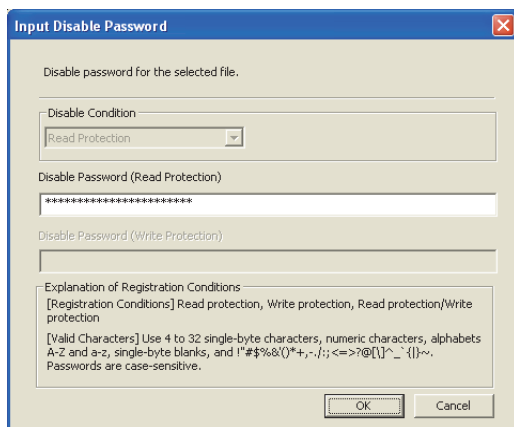 Input Disable Password
Disable password for the selected file.
Disable Condition
Read Protection
Disable Password (Read Protection)
***********************
Disable Password (Write Protection)
Explanation of Registration Conditions
[Registration Conditions] Read protection, Write protection, Read protection/Write
protection
[Valid Characters] Use 4 to 32 single-byte characters, numeric characters, alphabets
A-Z and a-z, single-byte blanks, and !"#$%&'()*+,-./:;<=>?@[\]^_`{|}~.
Passwords are case-sensitive.
OK
Cancel